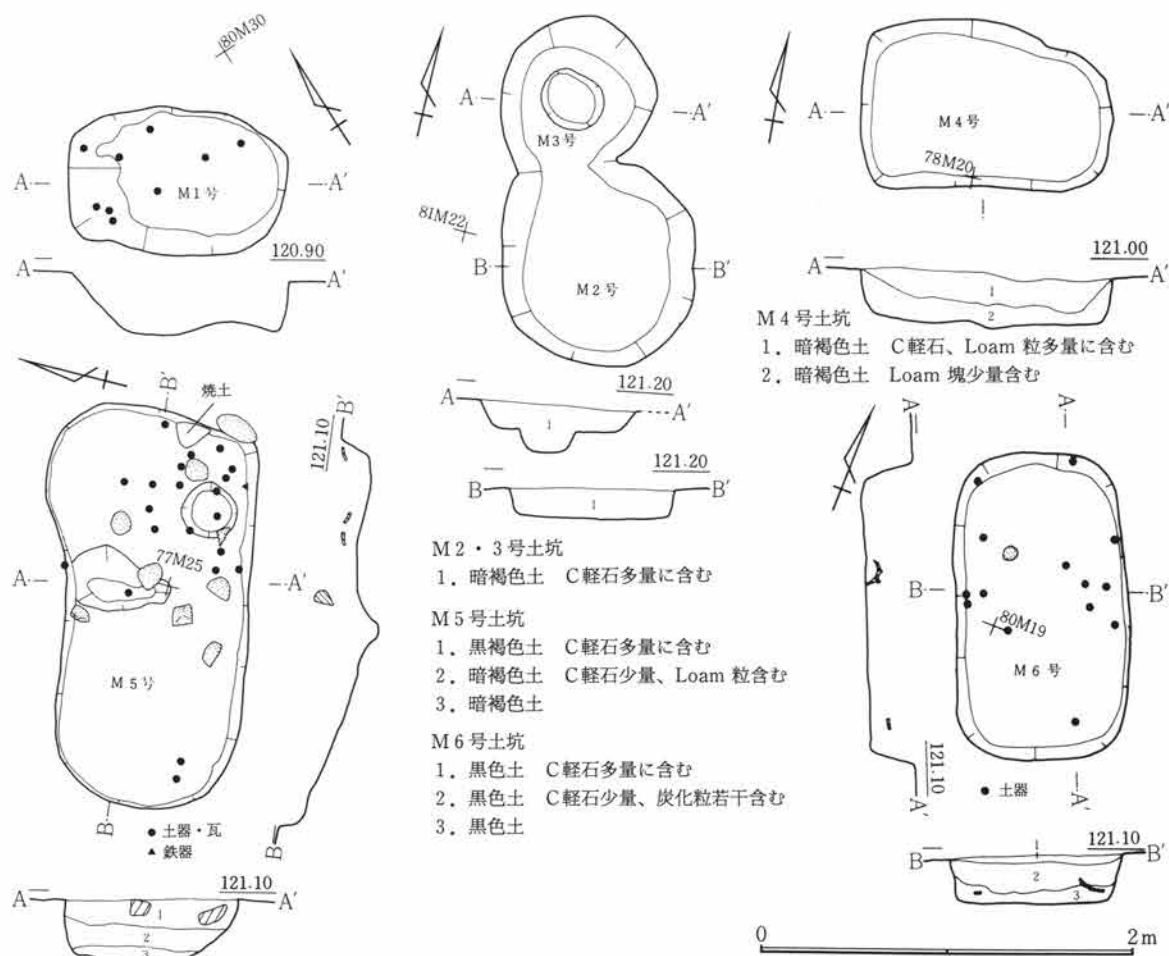 80M30
A
A′
M1号
120.90
A
A′
A
A′
M3号
81M22
B
B′
M2号
121.20
A
A′
1
121.20
B
B′
1
M2・3号土坑
1．暗褐色土 C軽石多量に含む
M5号土坑
1．黒褐色土 C軽石多量に含む
2．暗褐色土 C軽石少量、Loam 粒含む
3．暗褐色土
M6号土坑
1．黒色土 C軽石多量に含む
2．黒色土 C軽石少量、炭化粒若干含む
3．黒色土
A
A′
M4号
78M20
121.00
A
A′
1
2
M4号土坑
1．暗褐色土 C軽石、Loam 粒多量に含む
2．暗褐色土 Loam 塊少量含む
B′
焼土
B′
121.10
77M25
A
A′
M5号
B
B
●土器・瓦
▲鉄器
121.10
A
A′
1
2
3
A
A
B
B′
80M19
M6号
121.10
A′
A′
●土器
121.10
B
B′
1
2
3
0
2m